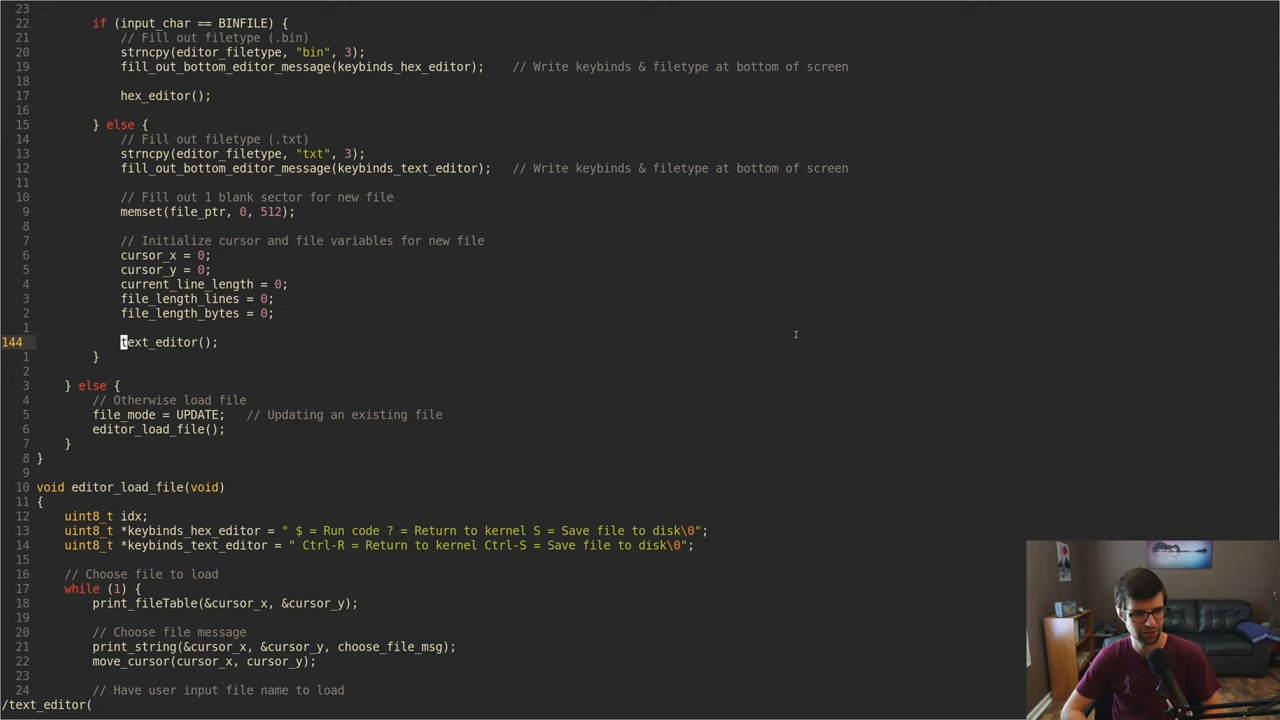 23
22 if (input_char == BINFILE) {
21 // Fill out filetype (.bin)
20 strncpy(editor_filetype, "bin", 3);
19 fill_out_bottom_editor_message(keybinds_hex_editor); // Write keybinds & filetype at bottom of screen
18
17 hex_editor();
16
15 } else {
14 // Fill out filetype (.txt)
13 strncpy(editor_filetype, "txt", 3);
12 fill_out_bottom_editor_message(keybinds_text_editor); // Write keybinds & filetype at bottom of screen
11
10 // Fill out 1 blank sector for new file
9 memset(file_ptr, 0, 512);
8
7 // Initialize cursor and file variables for new file
6 cursor_x = 0;
5 cursor_y = 0;
4 current_line_length = 0;
3 file_length_lines = 0;
2 file_length_bytes = 0;
1
144 text_editor();
1 }
2
3 } else {
4 // Otherwise load file
5 file_mode = UPDATE; // Updating an existing file
6 editor_load_file();
7 }
8 }
9
10 void editor_load_file(void)
11 {
12 uint8_t idx;
13 uint8_t *keybinds_hex_editor = " $ = Run code ? = Return to kernel S = Save file to disk\0";
14 uint8_t *keybinds_text_editor = " Ctrl-R = Return to kernel Ctrl-S = Save file to disk\0";
15
16 // Choose file to load
17 while (1) {
18 print_fileTable(&cursor_x, &cursor_y);
19
20 // Choose file message
21 print_string(&cursor_x, &cursor_y, choose_file_msg);
22 move_cursor(cursor_x, cursor_y);
23
24 // Have user input file name to load
/text_editor(